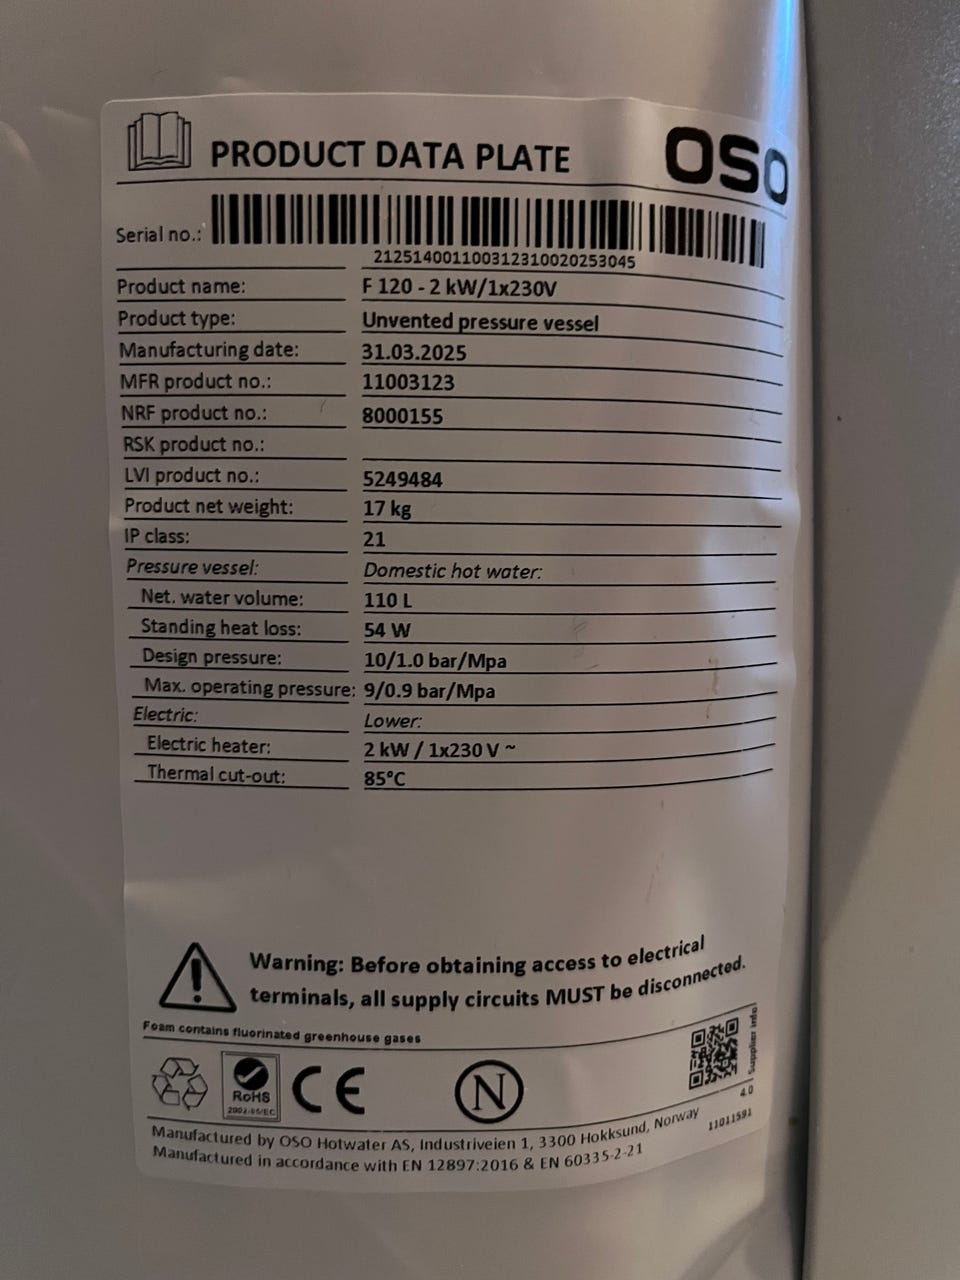 PRODUCT DATA PLATE
OSO
Serial no.:
212514001100312310020253045
Product name: F 120 - 2 kW/1x230V
Product type: Unvented pressure vessel
Manufacturing date: 31.03.2025
MFR product no.: 11003123
NRF product no.: 8000155
RSK product no.:
LVI product no.: 5249484
Product net weight: 17 kg
IP class: 21
Pressure vessel: Domestic hot water:
Net. water volume: 110 L
Standing heat loss: 54 W
Design pressure: 10/1.0 bar/Mpa
Max. operating pressure: 9/0.9 bar/Mpa
Electric: Lower:
Electric heater: 2 kW / 1x230 V ~
Thermal cut-out: 85°C
Warning: Before obtaining access to electrical
terminals, all supply circuits MUST be disconnected.
Foam contains fluorinated greenhouse gases
RoHS
2002/95/EC
CE
N
Supplier info
4.0
11011591
Manufactured by OSO Hotwater AS, Industriveien 1, 3300 Hokksund, Norway
Manufactured in accordance with EN 12897:2016 & EN 60335-2-21